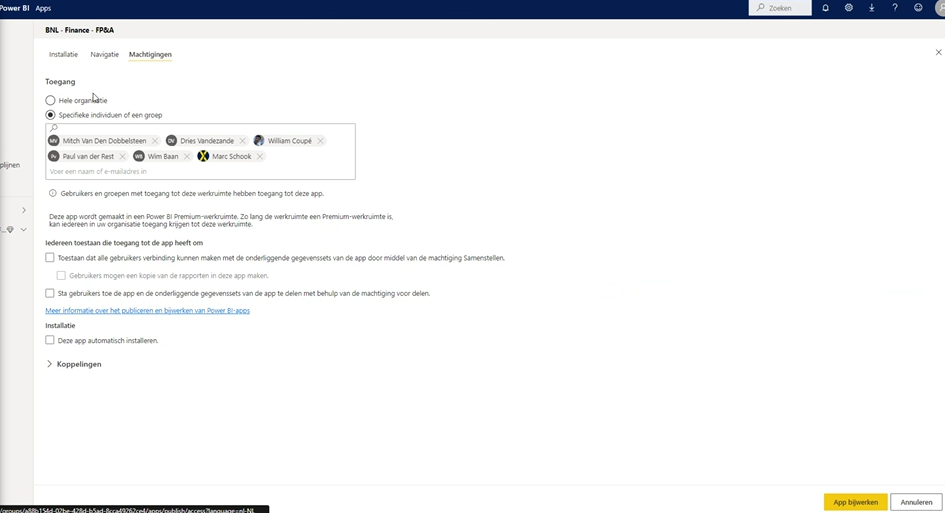 Power BI Apps Zoeken
BNL - Finance - FP&A
Installatie Navigatie Machtigingen
Toegang
Hele organisatie
Specifieke individuen of een groep
MV Mitch Van Den Dobbelsteen DV Dries Vandezande William Coupé
Pv Paul van der Rest WB Wim Baan Marc Schook
Voer een naam of e-mailadres in
plijnen
Gebruikers en groepen met toegang tot deze werkruimte hebben toegang tot deze app.
Deze app wordt gemaakt in een Power BI Premium-werkruimte. Zo lang de werkruimte een Premium-werkruimte is,
kan iedereen in uw organisatie toegang krijgen tot deze werkruimte.
Iedereen toestaan die toegang tot de app heeft om
Toestaan dat alle gebruikers verbinding kunnen maken met de onderliggende gegevenssets van de app door middel van de machtiging Samenstellen.
Gebruikers mogen een kopie van de rapporten in deze app maken.
Sta gebruikers toe de app en de onderliggende gegevenssets van de app te delen met behulp van de machtiging voor delen.
Meer informatie over het publiceren en bijwerken van Power BI-apps
Installatie
Deze app automatisch installeren.
Koppelingen
App bijwerken Annuleren
/groups/a88b154d-02be-428d-b5ad-8cca49262ce4/apps/publish/access?language=nl-NL